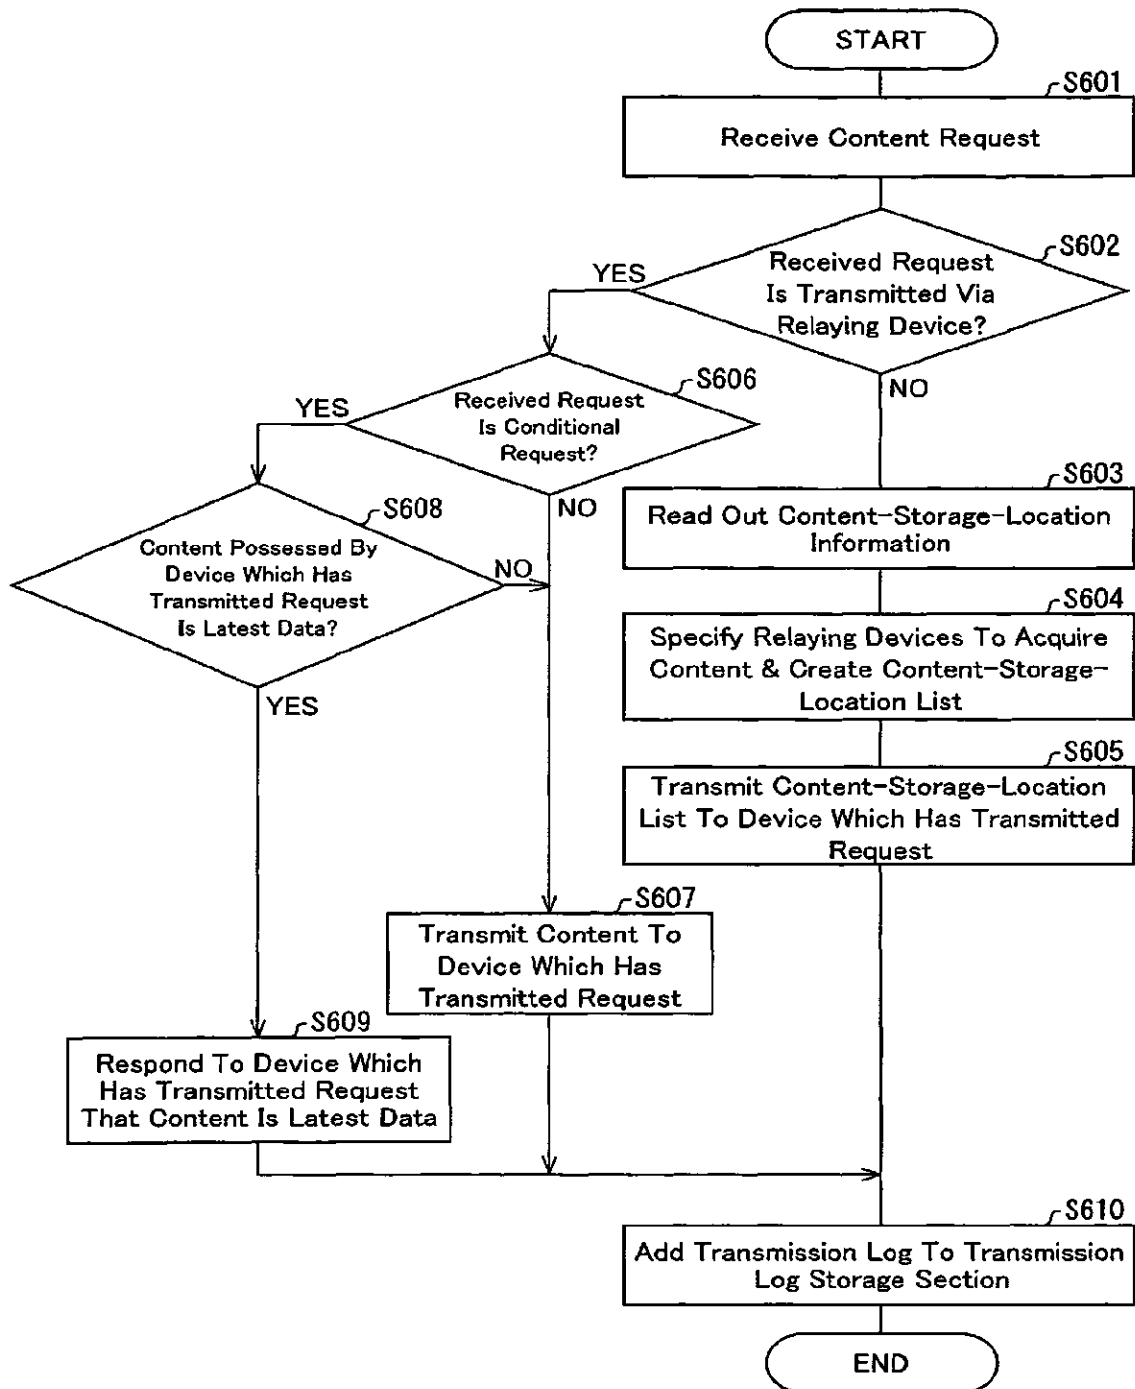 START
S601
Receive Content Request
S602
Received Request
Is Transmitted Via
Relaying Device?
YES
NO
S606
Received Request
Is Conditional
Request?
YES
NO
S608
Content Possessed By
Device Which Has
Transmitted Request
Is Latest Data?
NO
YES
S603
Read Out Content-Storage-Location
Information
S604
Specify Relaying Devices To Acquire
Content & Create Content-Storage-
Location List
S605
Transmit Content-Storage-Location
List To Device Which Has Transmitted
Request
S607
Transmit Content To
Device Which Has
Transmitted Request
S609
Respond To Device Which
Has Transmitted Request
That Content Is Latest Data
S610
Add Transmission Log To Transmission
Log Storage Section
END